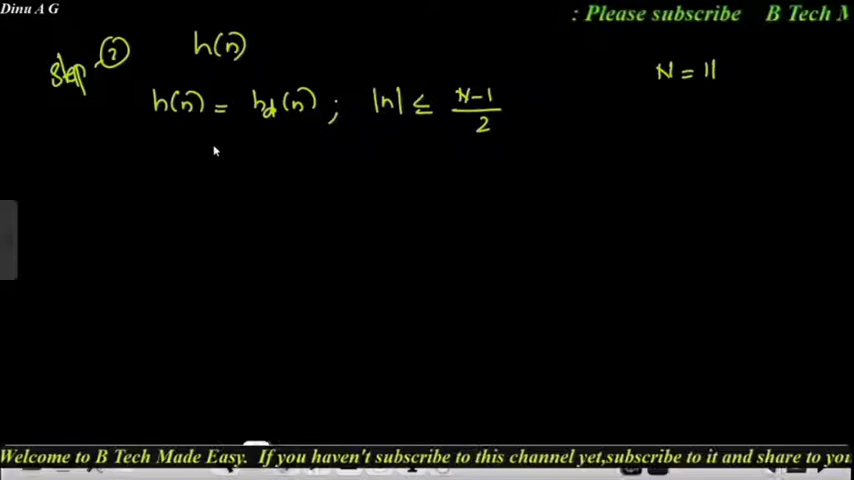 Dinu A G
: Please subscribe B Tech M
Step-② h(n)
N = 11
h(n) = hd(n) ; |n| ≤ N-1/2
Welcome to B Tech Made Easy. If you haven't subscribe to this channel yet,subscribe to it and share to you